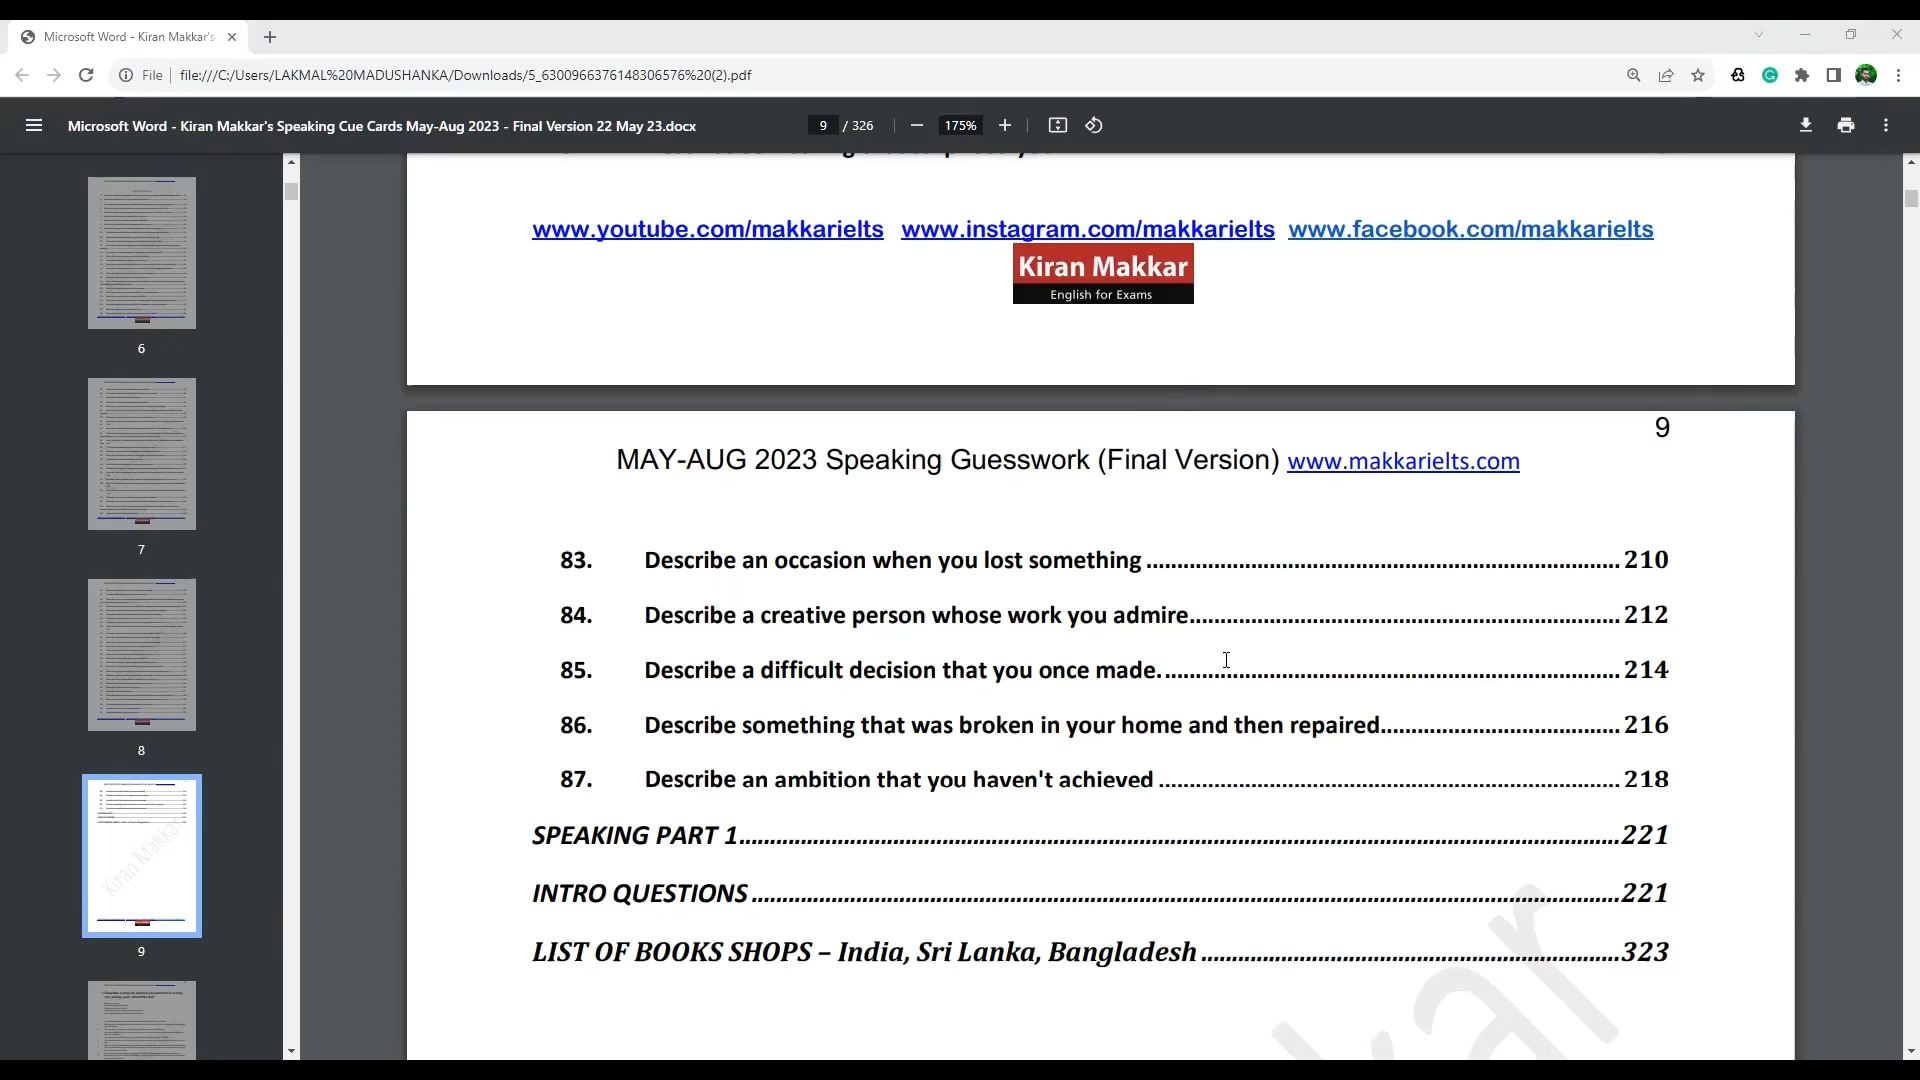 Microsoft Word - Kiran Makkar's
File file:///C:/Users/LAKMAL%20MADUSHANKA/Downloads/5_6300966376148306576%20(2).pdf
Microsoft Word - Kiran Makkar's Speaking Cue Cards May-Aug 2023 - Final Version 22 May 23.docx
9 / 326
175%
6
7
8
9
www.youtube.com/makkarielts www.instagram.com/makkarielts www.facebook.com/makkarielts
Kiran Makkar
English for Exams
9
MAY-AUG 2023 Speaking Guesswork (Final Version) www.makkarielts.com
83. Describe an occasion when you lost something ............................................................................ 210
84. Describe a creative person whose work you admire..................................................................... 212
85. Describe a difficult decision that you once made. ......................................................................... 214
86. Describe something that was broken in your home and then repaired....................................... 216
87. Describe an ambition that you haven't achieved .......................................................................... 218
SPEAKING PART 1...............................................................................................................................221
INTRO QUESTIONS .............................................................................................................................221
LIST OF BOOKS SHOPS – India, Sri Lanka, Bangladesh .............................................................323